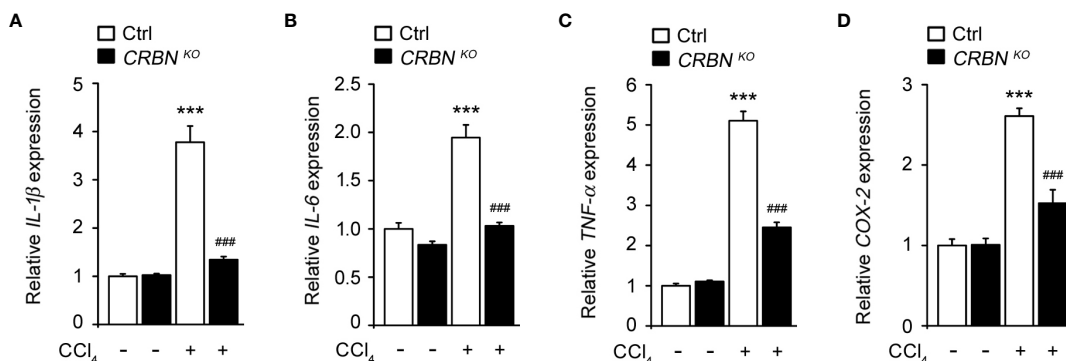 A
Ctrl
CRBN KO
Relative IL-1β expression
5
4
3
2
1
0
***
###
CCl4 - - + +
B
Ctrl
CRBN KO
Relative IL-6 expression
2.5
2.0
1.5
1.0
0.5
0
***
###
- - + +
C
Ctrl
CRBN KO
Relative TNF-α expression
6
5
4
3
2
1
0
***
###
CCl4 - - + +
D
Ctrl
CRBN KO
Relative COX-2 expression
3
2
1
0
***
###
CCl4 - - + +